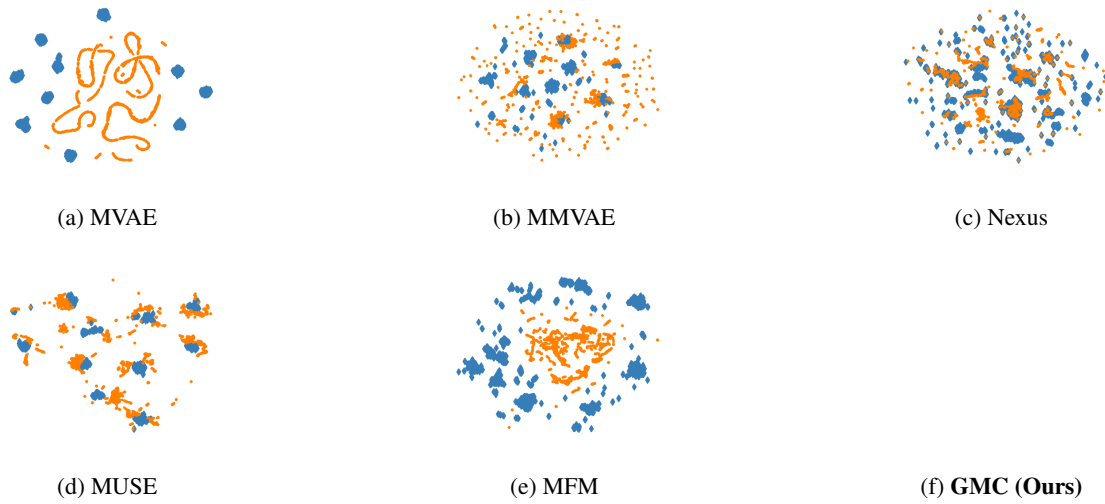 (a) MVAE
(b) MMVAE
(c) Nexus
(d) MUSE
(e) MFM
(f) GMC (Ours)